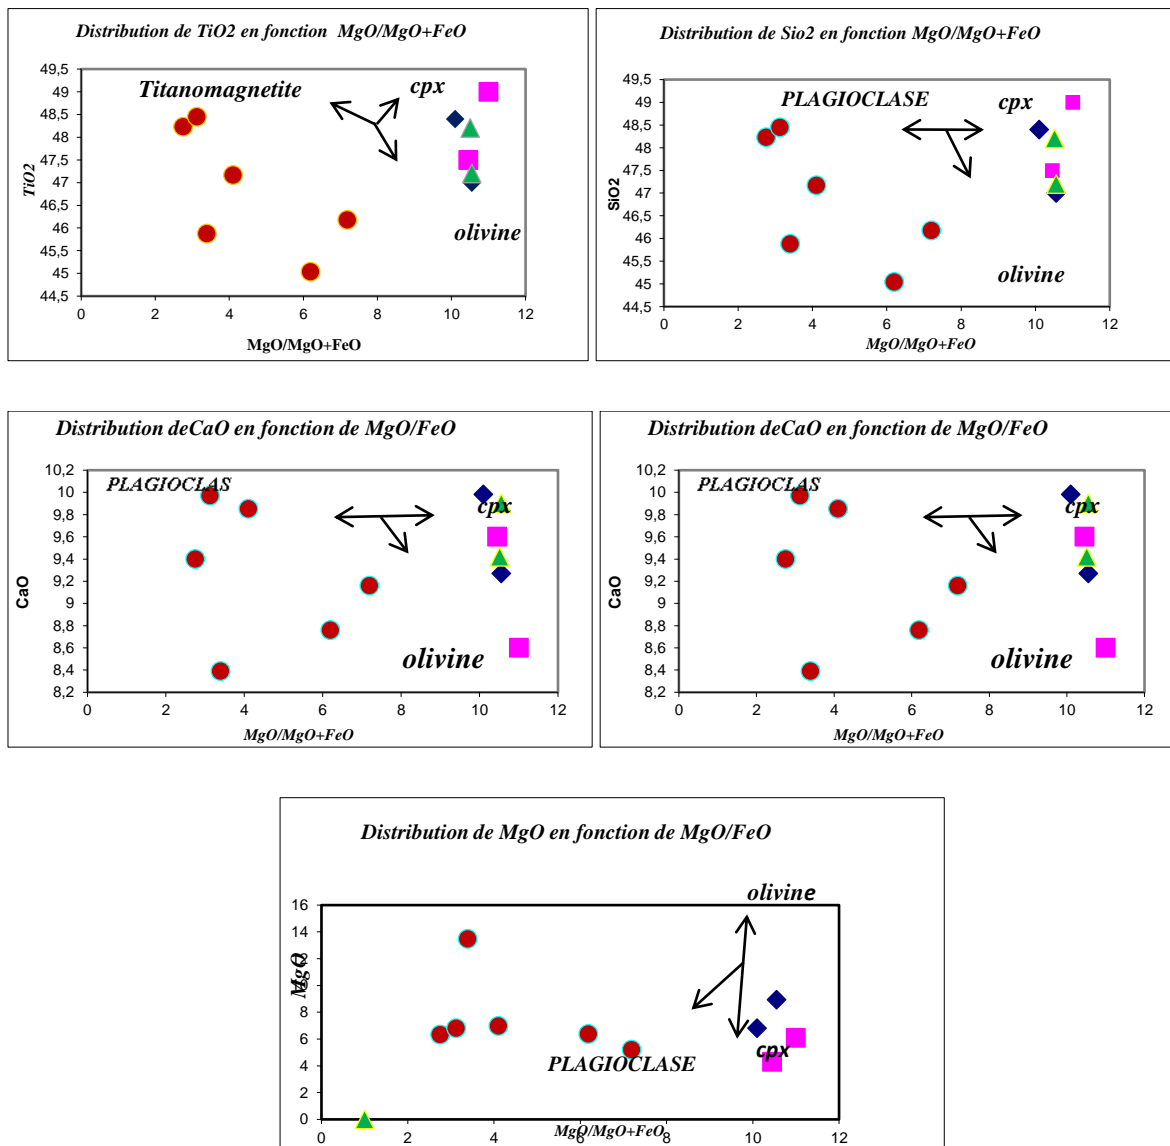 Distribution de TiO2 en fonction  MgO/MgO+FeO
49,5
49
48,5
48
47,5
47
46,5
46
45,5
45
44,5
TiO2
Titanomagnetite
cpx
olivine
0 2 4 6 8 10 12
MgO/MgO+FeO
Distribution de Sio2 en fonction MgO/MgO+FeO
49,5
49
48,5
48
47,5
47
46,5
46
45,5
45
44,5
SiO2
PLAGIOCLASE
cpx
olivine
0 2 4 6 8 10 12
MgO/MgO+FeO
Distribution deCaO en fonction de MgO/FeO
10,2
10
9,8
9,6
9,4
9,2
9
8,8
8,6
8,4
8,2
CaO
PLAGIOCLAS
cpx
olivine
0 2 4 6 8 10 12
MgO/MgO+FeO
Distribution deCaO en fonction de MgO/FeO
10,2
10
9,8
9,6
9,4
9,2
9
8,8
8,6
8,4
8,2
CaO
PLAGIOCLAS
cpx
olivine
0 2 4 6 8 10 12
MgO/MgO+FeO
Distribution de MgO en fonction de MgO/FeO
olivine
16
14
12
10
8
6
4
2
0
MgO
cpx
PLAGIOCLASE
0 2 4 6 8 10 12
MgO/MgO+FeO